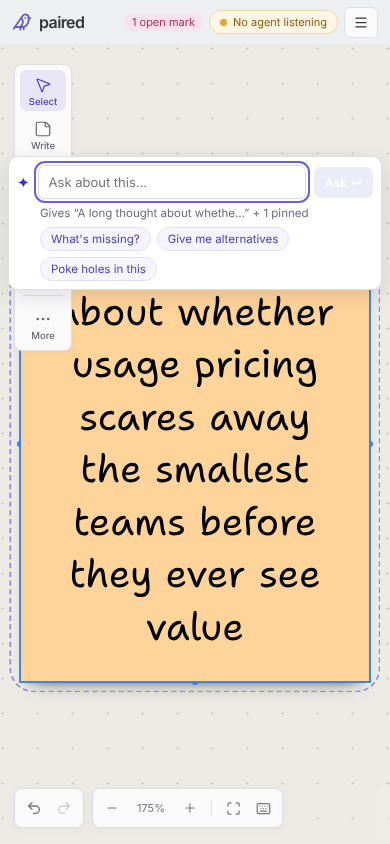 paired
1 open mark
No agent listening
Select
Write
Ask about this...
Ask ↵
Gives “A long thought about whethe...” + 1 pinned
What's missing?
Give me alternatives
Poke holes in this
More
about whether
usage pricing
scares away
the smallest
teams before
they ever see
value
175%